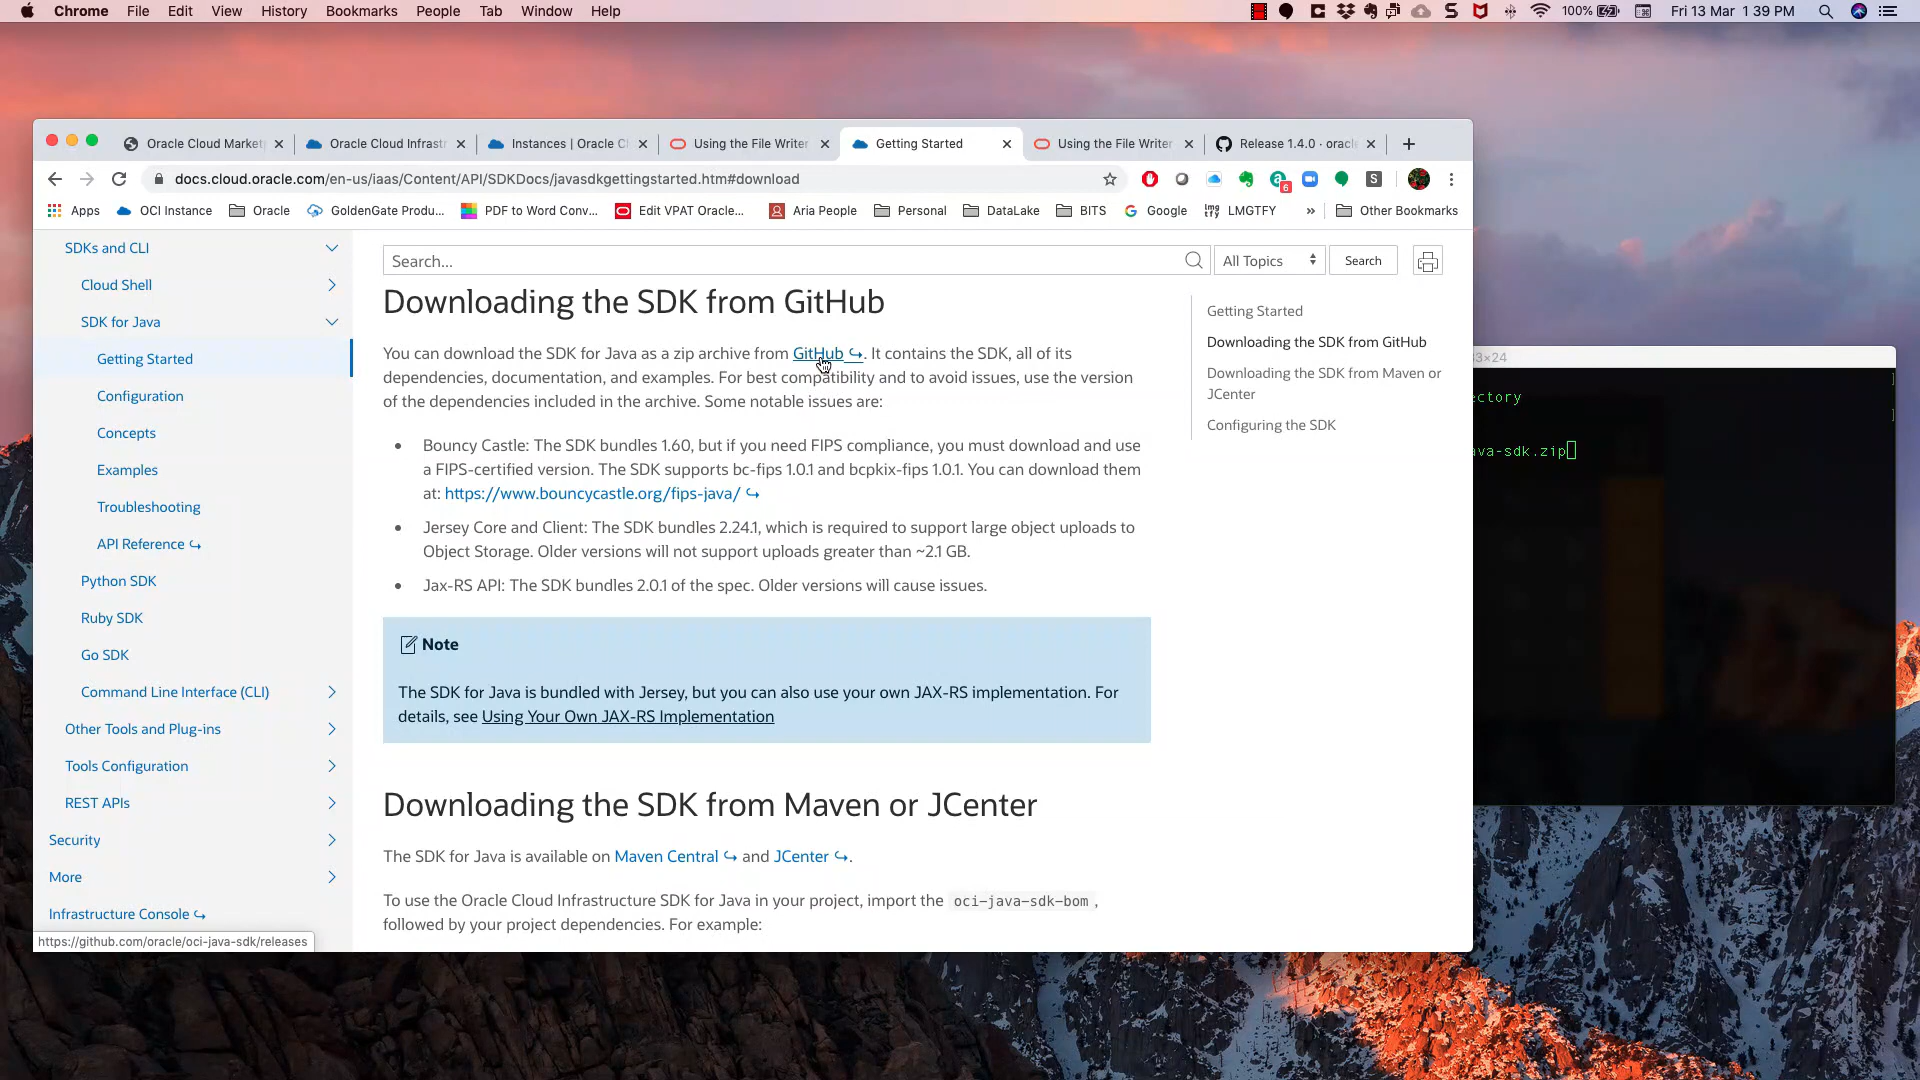 Chrome File Edit View History Bookmarks People Tab Window Help
100% Fri 13 Mar 1 39 PM
Oracle Cloud Market
Oracle Cloud Infrastr
Instances | Oracle C
Using the File Writer
Getting Started
Using the File Writer
Release 1.4.0 · oracle
docs.cloud.oracle.com/en-us/iaas/Content/API/SDKDocs/javasdkgettingstarted.htm#download
6
S
Apps
OCI Instance
Oracle
GoldenGate Produ...
PDF to Word Conv...
Edit VPAT Oracle...
Aria People
Personal
DataLake
BITS
Google
LMGTFY
»
Other Bookmarks
SDKs and CLI
Cloud Shell
SDK for Java
Getting Started
Configuration
Concepts
Examples
Troubleshooting
API Reference
Python SDK
Ruby SDK
Go SDK
Command Line Interface (CLI)
Other Tools and Plug-ins
Tools Configuration
REST APIs
Security
More
Infrastructure Console
https://github.com/oracle/oci-java-sdk/releases
Search...
All Topics
Search
Downloading the SDK from GitHub
You can download the SDK for Java as a zip archive from GitHub. It contains the SDK, all of its
dependencies, documentation, and examples. For best compatibility and to avoid issues, use the version
of the dependencies included in the archive. Some notable issues are:
• Bouncy Castle: The SDK bundles 1.60, but if you need FIPS compliance, you must download and use
a FIPS-certified version. The SDK supports bc-fips 1.0.1 and bcpkix-fips 1.0.1. You can download them
at: https://www.bouncycastle.org/fips-java/
• Jersey Core and Client: The SDK bundles 2.24.1, which is required to support large object uploads to
Object Storage. Older versions will not support uploads greater than ~2.1 GB.
• Jax-RS API: The SDK bundles 2.0.1 of the spec. Older versions will cause issues.
Note
The SDK for Java is bundled with Jersey, but you can also use your own JAX-RS implementation. For
details, see Using Your Own JAX-RS Implementation
Downloading the SDK from Maven or JCenter
The SDK for Java is available on Maven Central and JCenter.
To use the Oracle Cloud Infrastructure SDK for Java in your project, import the oci-java-sdk-bom ,
followed by your project dependencies. For example:
Getting Started
Downloading the SDK from GitHub
Downloading the SDK from Maven or
JCenter
Configuring the SDK
3×24
ectory
ava-sdk.zip